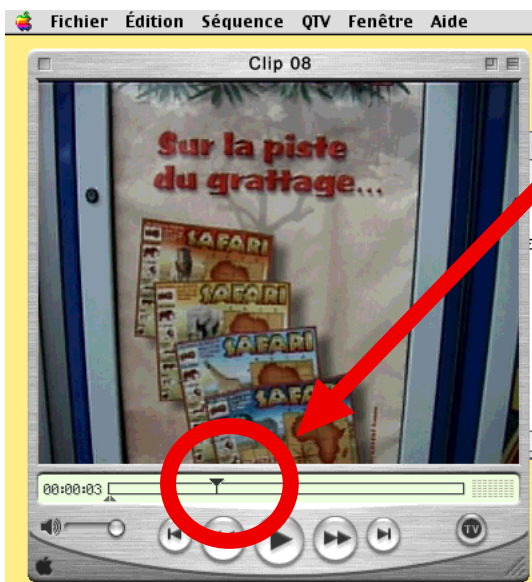 Fichier Édition Séquence QTV Fenêtre Aide
Clip 08
Sur la piste
du grattage...
SAFARI
SAFARI
SAFARI
SAFARI
00:00:03
TV